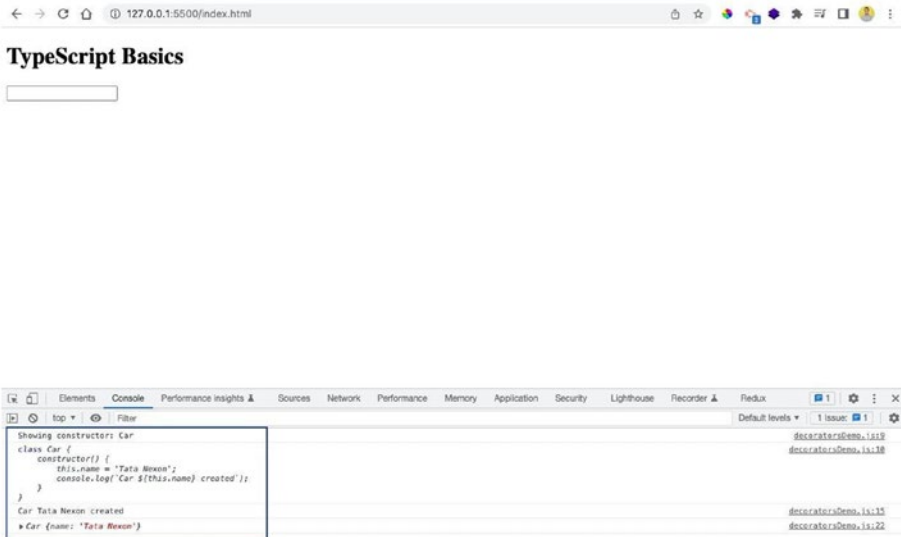 127.0.0.1:5500/index.html
TypeScript Basics
Elements Console Performance insights Sources Network Performance Memory Application Security Lighthouse Recorder Redux 1
top Filter Default levels 1 Issue: 1
Showing constructor: Car decoratorsDemo.js:9
class Car { decoratorsDemo.js:10
constructor() {
this.name = 'Tata Nexon';
console.log(`Car ${this.name} created`);
}
}
Car Tata Nexon created decoratorsDemo.js:15
Car {name: 'Tata Nexon'} decoratorsDemo.js:22